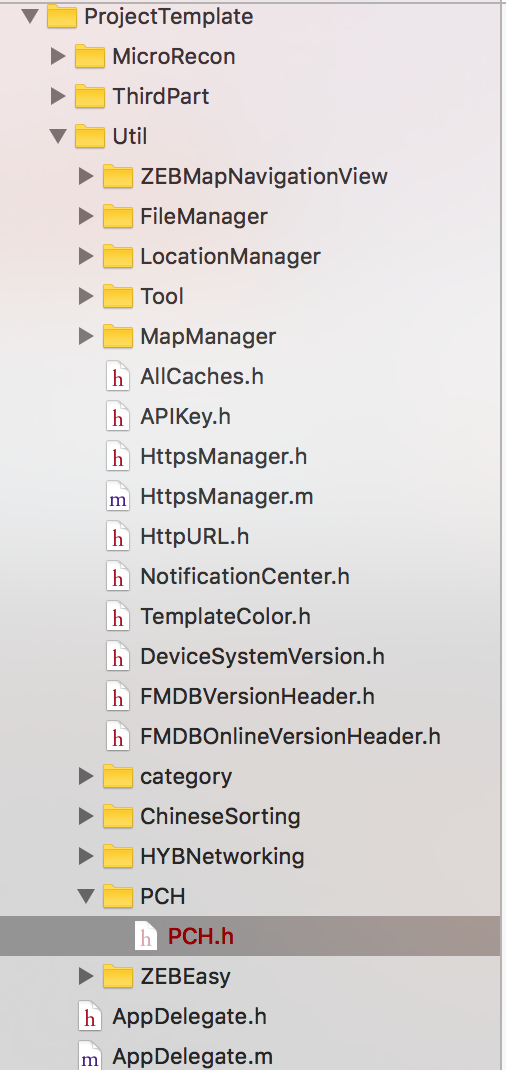 ProjectTemplate
MicroRecon
ThirdPart
Util
ZEBMapNavigationView
FileManager
LocationManager
Tool
MapManager
h AllCaches.h
h APIKey.h
h HttpsManager.h
m HttpsManager.m
h HttpURL.h
h NotificationCenter.h
h TemplateColor.h
h DeviceSystemVersion.h
h FMDBVersionHeader.h
h FMDBOnlineVersionHeader.h
category
ChineseSorting
HYBNetworking
PCH
h PCH.h
ZEBEasy
h AppDelegate.h
m AppDelegate.m